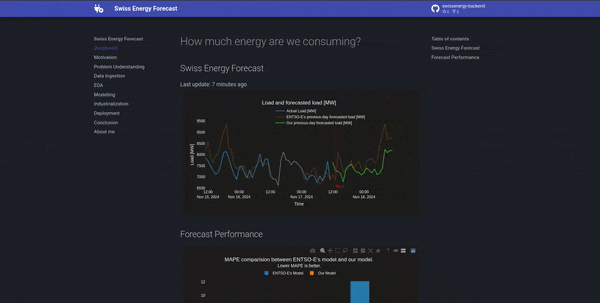 Swiss Energy Forecast
swissenergy-backend
Swiss Energy Forecast
Dashboard
Motivation
Problem Understanding
Data Ingestion
EDA
Modelling
Industrialization
Deployment
Conclusion
About me
How much energy are we consuming?
Swiss Energy Forecast
Last update: 7 minutes ago
Load and forecasted load [MW]
Actual Load [MW]
ENTSO-E's previous-day forecasted load [MW]
Our previous-day forecasted load [MW]
Load [MW]
9500
9000
8500
8000
7500
7000
6500
12:00 00:00 12:00 00:00 12:00 00:00
Nov 15, 2024 Nov 16, 2024 Nov 17, 2024 Nov 18, 2024
Time
Forecast Performance
MAPE comparision between ENTSO-E's model and our model.
Lower MAPE is better
ENTSO-E's Model Our Model
Table of contents
Swiss Energy Forecast
Forecast Performance